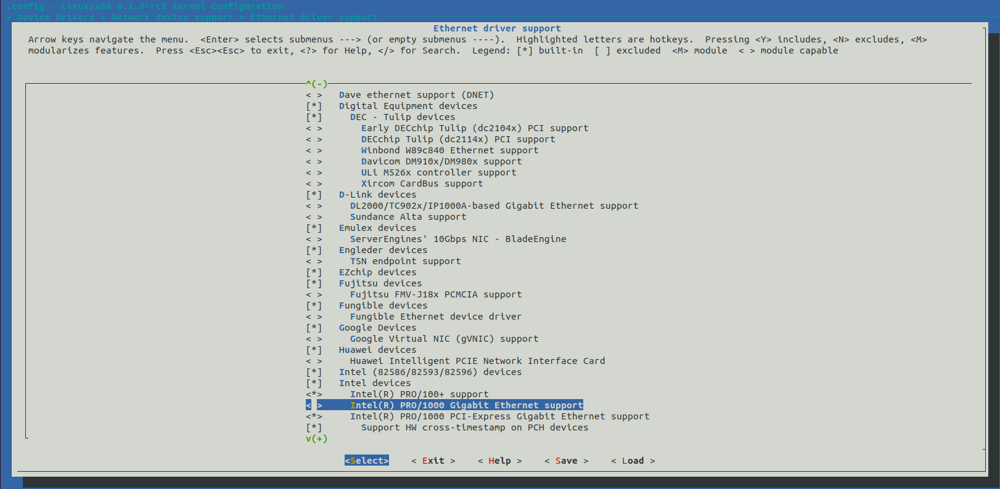 .config - Linux/x86 6.1.0-rc1 Kernel Configuration
> Device Drivers > Network device support > Ethernet driver support
Ethernet driver support
Arrow keys navigate the menu.  <Enter> selects submenus ---> (or empty submenus ----).  Highlighted letters are hotkeys.  Pressing <Y> includes, <N> excludes, <M>
modularizes features.  Press <Esc><Esc> to exit, <?> for Help, </> for Search.  Legend: [*] built-in  [ ] excluded  <M> module  < > module capable
^(-)
< >   Dave ethernet support (DNET)
[*]   Digital Equipment devices
[*]     DEC - Tulip devices
< >       Early DECchip Tulip (dc2104x) PCI support
< >       DECchip Tulip (dc2114x) PCI support
< >       Winbond W89c840 Ethernet support
< >       Davicom DM910x/DM980x support
< >       ULi M526x controller support
< >       Xircom CardBus support
[*]   D-Link devices
< >     DL2000/TC902x/IP1000A-based Gigabit Ethernet support
< >     Sundance Alta support
[*]   Emulex devices
< >     ServerEngines' 10Gbps NIC - BladeEngine
[*]   Engleder devices
< >     TSN endpoint support
[*]   EZchip devices
[*]   Fujitsu devices
< >     Fujitsu FMV-J18x PCMCIA support
[*]   Fungible devices
< >     Fungible Ethernet device driver
[*]   Google Devices
< >     Google Virtual NIC (gVNIC) support
[*]   Huawei devices
< >     Huawei Intelligent PCIE Network Interface Card
[*]   Intel (82586/82593/82596) devices
[*]   Intel devices
<*>     Intel(R) PRO/100+ support
< >     Intel(R) PRO/1000 Gigabit Ethernet support
<*>     Intel(R) PRO/1000 PCI-Express Gigabit Ethernet support
[*]       Support HW cross-timestamp on PCH devices
v(+)
<Select>    < Exit >    < Help >    < Save >    < Load >